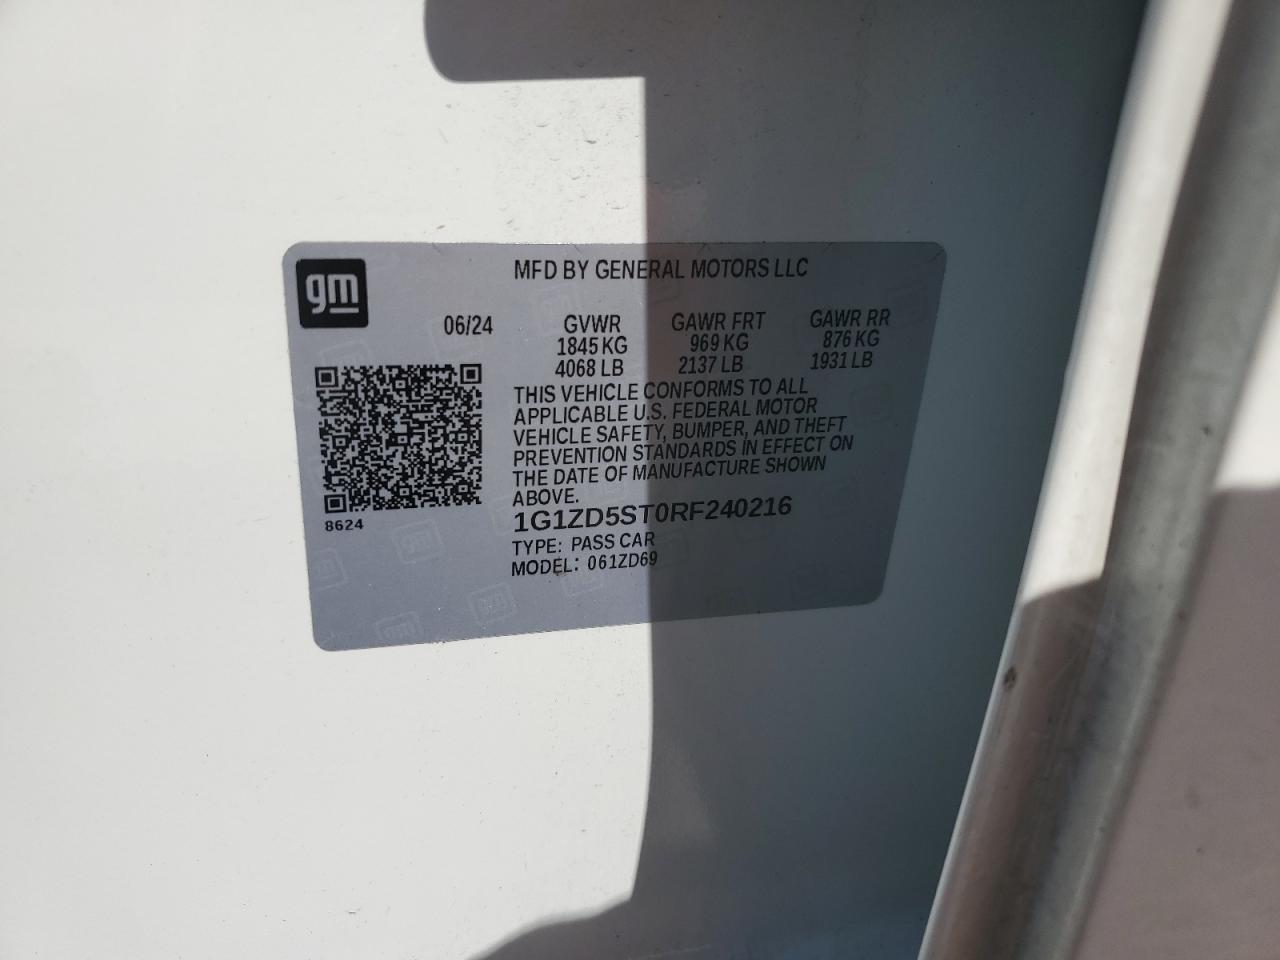 gm
MFD BY GENERAL MOTORS LLC
06/24 GVWR GAWR FRT GAWR RR
1845 KG 969 KG 876 KG
4068 LB 2137 LB 1931 LB
THIS VEHICLE CONFORMS TO ALL
APPLICABLE U.S. FEDERAL MOTOR
VEHICLE SAFETY, BUMPER, AND THEFT
PREVENTION STANDARDS IN EFFECT ON
THE DATE OF MANUFACTURE SHOWN
ABOVE.
8624
1G1ZD5ST0RF240216
TYPE: PASS CAR
MODEL: 061ZD69